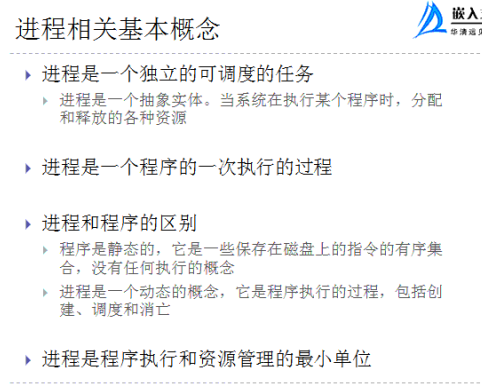 进程相关基本概念
嵌入
华清远见
进程是一个独立的可调度的任务
进程是一个抽象实体。当系统在执行某个程序时，分配
和释放的各种资源
进程是一个程序的一次执行的过程
进程和程序的区别
程序是静态的，它是一些保存在磁盘上的指令的有序集
合，没有任何执行的概念
进程是一个动态的概念，它是程序执行的过程，包括创
建、调度和消亡
进程是程序执行和资源管理的最小单位